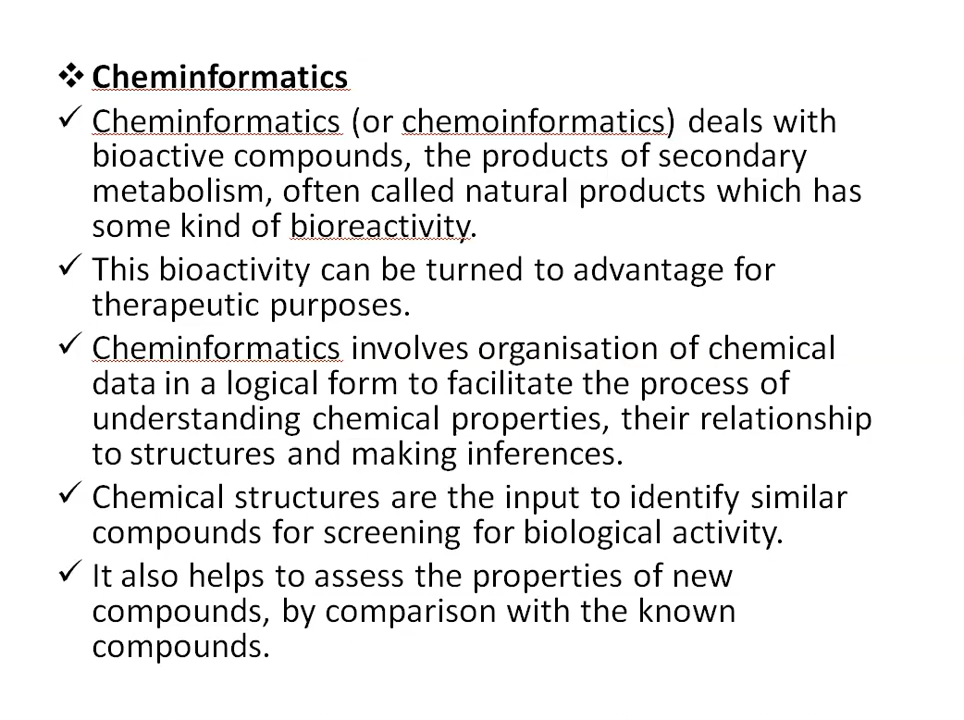 ❖ Cheminformatics
✓ Cheminformatics (or chemoinformatics) deals with
bioactive compounds, the products of secondary
metabolism, often called natural products which has
some kind of bioreactivity.
✓ This bioactivity can be turned to advantage for
therapeutic purposes.
✓ Cheminformatics involves organisation of chemical
data in a logical form to facilitate the process of
understanding chemical properties, their relationship
to structures and making inferences.
✓ Chemical structures are the input to identify similar
compounds for screening for biological activity.
✓ It also helps to assess the properties of new
compounds, by comparison with the known
compounds.